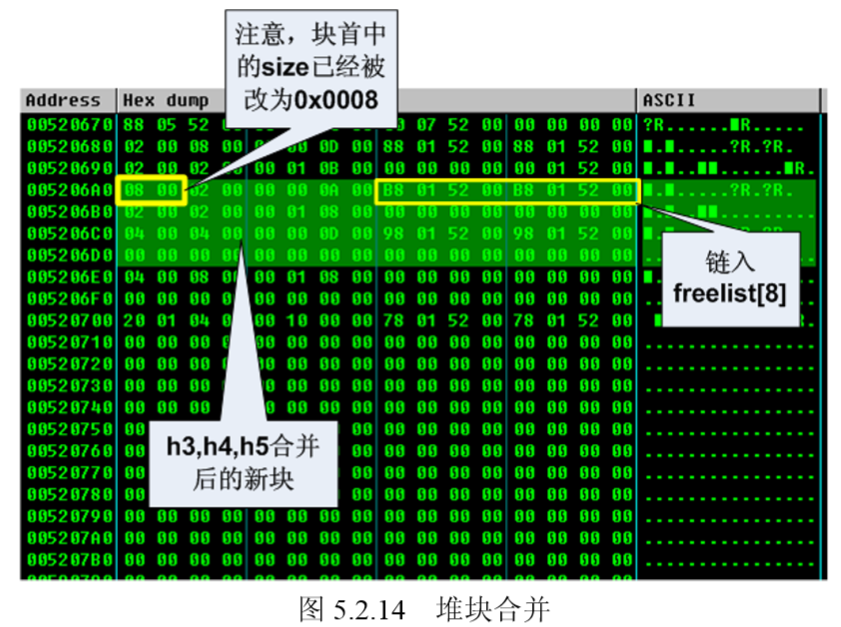 注意，块首中
的size已经被
改为0x0008
Address Hex dump ASCII
00520670 88 05 52 07 52 00 00 00 00 00 ?R......■R.....
00520680 02 00 08 00 00 0D 00 88 01 52 00 88 01 52 00 ■.■.....?R.?R.
00520690 02 00 02 00 01 0B 00 00 00 00 00 00 01 52 00 ■.■..■■......■R.
005206A0 08 00 02 00 00 00 0A 00 B8 01 52 00 B8 01 52 00 ■.■.....?R.?R.
005206B0 02 00 02 00 00 01 08 00 00 00 00 00 00 00 00 00
005206C0 04 00 04 00 00 00 0D 00 98 01 52 00 98 01 52 00
005206D0 00 00 00 00 00 00 00 00 00 00 00 00 00 00 00 00
005206E0 04 00 08 00 00 01 08 00 00 00 00 00 00 00 00 00
005206F0 00 00 00 00 00 00 00 00 00 00 00 00 00 00 00 00
00520700 20 01 04 00 00 10 00 00 78 01 52 00 78 01 52 00
链入
freelist[8]
00520710 00 00 00 00 00 00 00 00 00 00 00 00 00 00 00 ................
00520720 00 00 00 00 00 00 00 00 00 00 00 00 00 00 00 ................
00520730 00 00 00 00 00 00 00 00 00 00 00 00 00 00 00 ................
00520740 00 00 00 00 00 00 00 00 00 00 00 00 00 00 ................
00520750 00 00 00 00 00 00 00 00 00 00 ................
00520760 00 00 00 00 00 00 00 00 00 00 ................
00520770 00 00 00 00 00 00 00 00 00 00 ................
00520780 00 00 00 00 00 00 00 00 00 00 ................
h3,h4,h5合并
后的新块
00520790 00 00 00 00 00 00 00 00 00 00 00 00 00 00 00 00 ................
005207A0 00 00 00 00 00 00 00 00 00 00 00 00 00 00 00 00 ................
005207B0 00 00 00 00 00 00 00 00 00 00 00 00 00 00 00 00 ................
图 5.2.14 堆块合并